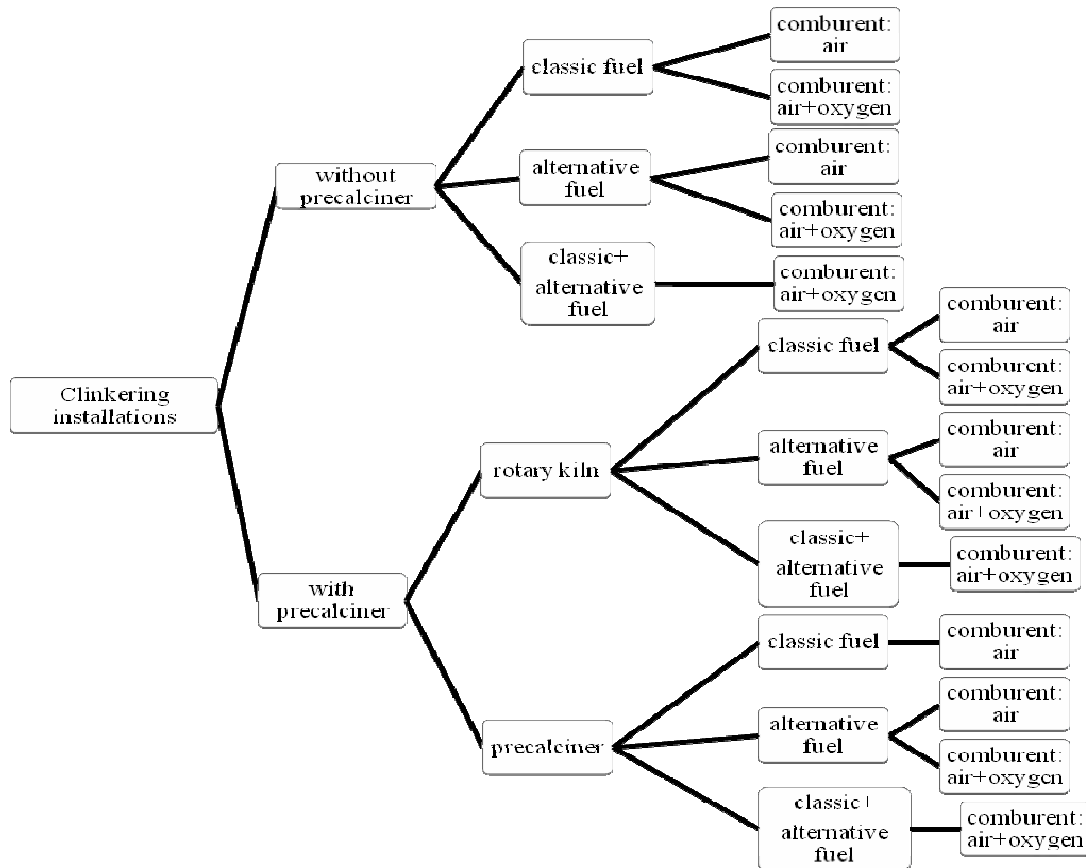 Clinkering
installations
without
precalciner
classic fuel
comburent:
air
comburent:
air+oxygen
alternative
fuel
comburent:
air
comburent:
air+oxygen
classic+
alternative
fuel
comburent:
air+oxygen
with
precalciner
rotary kiln
classic fuel
comburent:
air
comburent:
air+oxygen
alternative
fuel
comburent:
air
comburent:
air+oxygen
classic+
alternative
fuel
comburent:
air+oxygen
precalciner
classic fuel
comburent:
air
alternative
fuel
comburent:
air
comburent:
air+oxygen
classic+
alternative
fuel
comburent:
air+oxygen